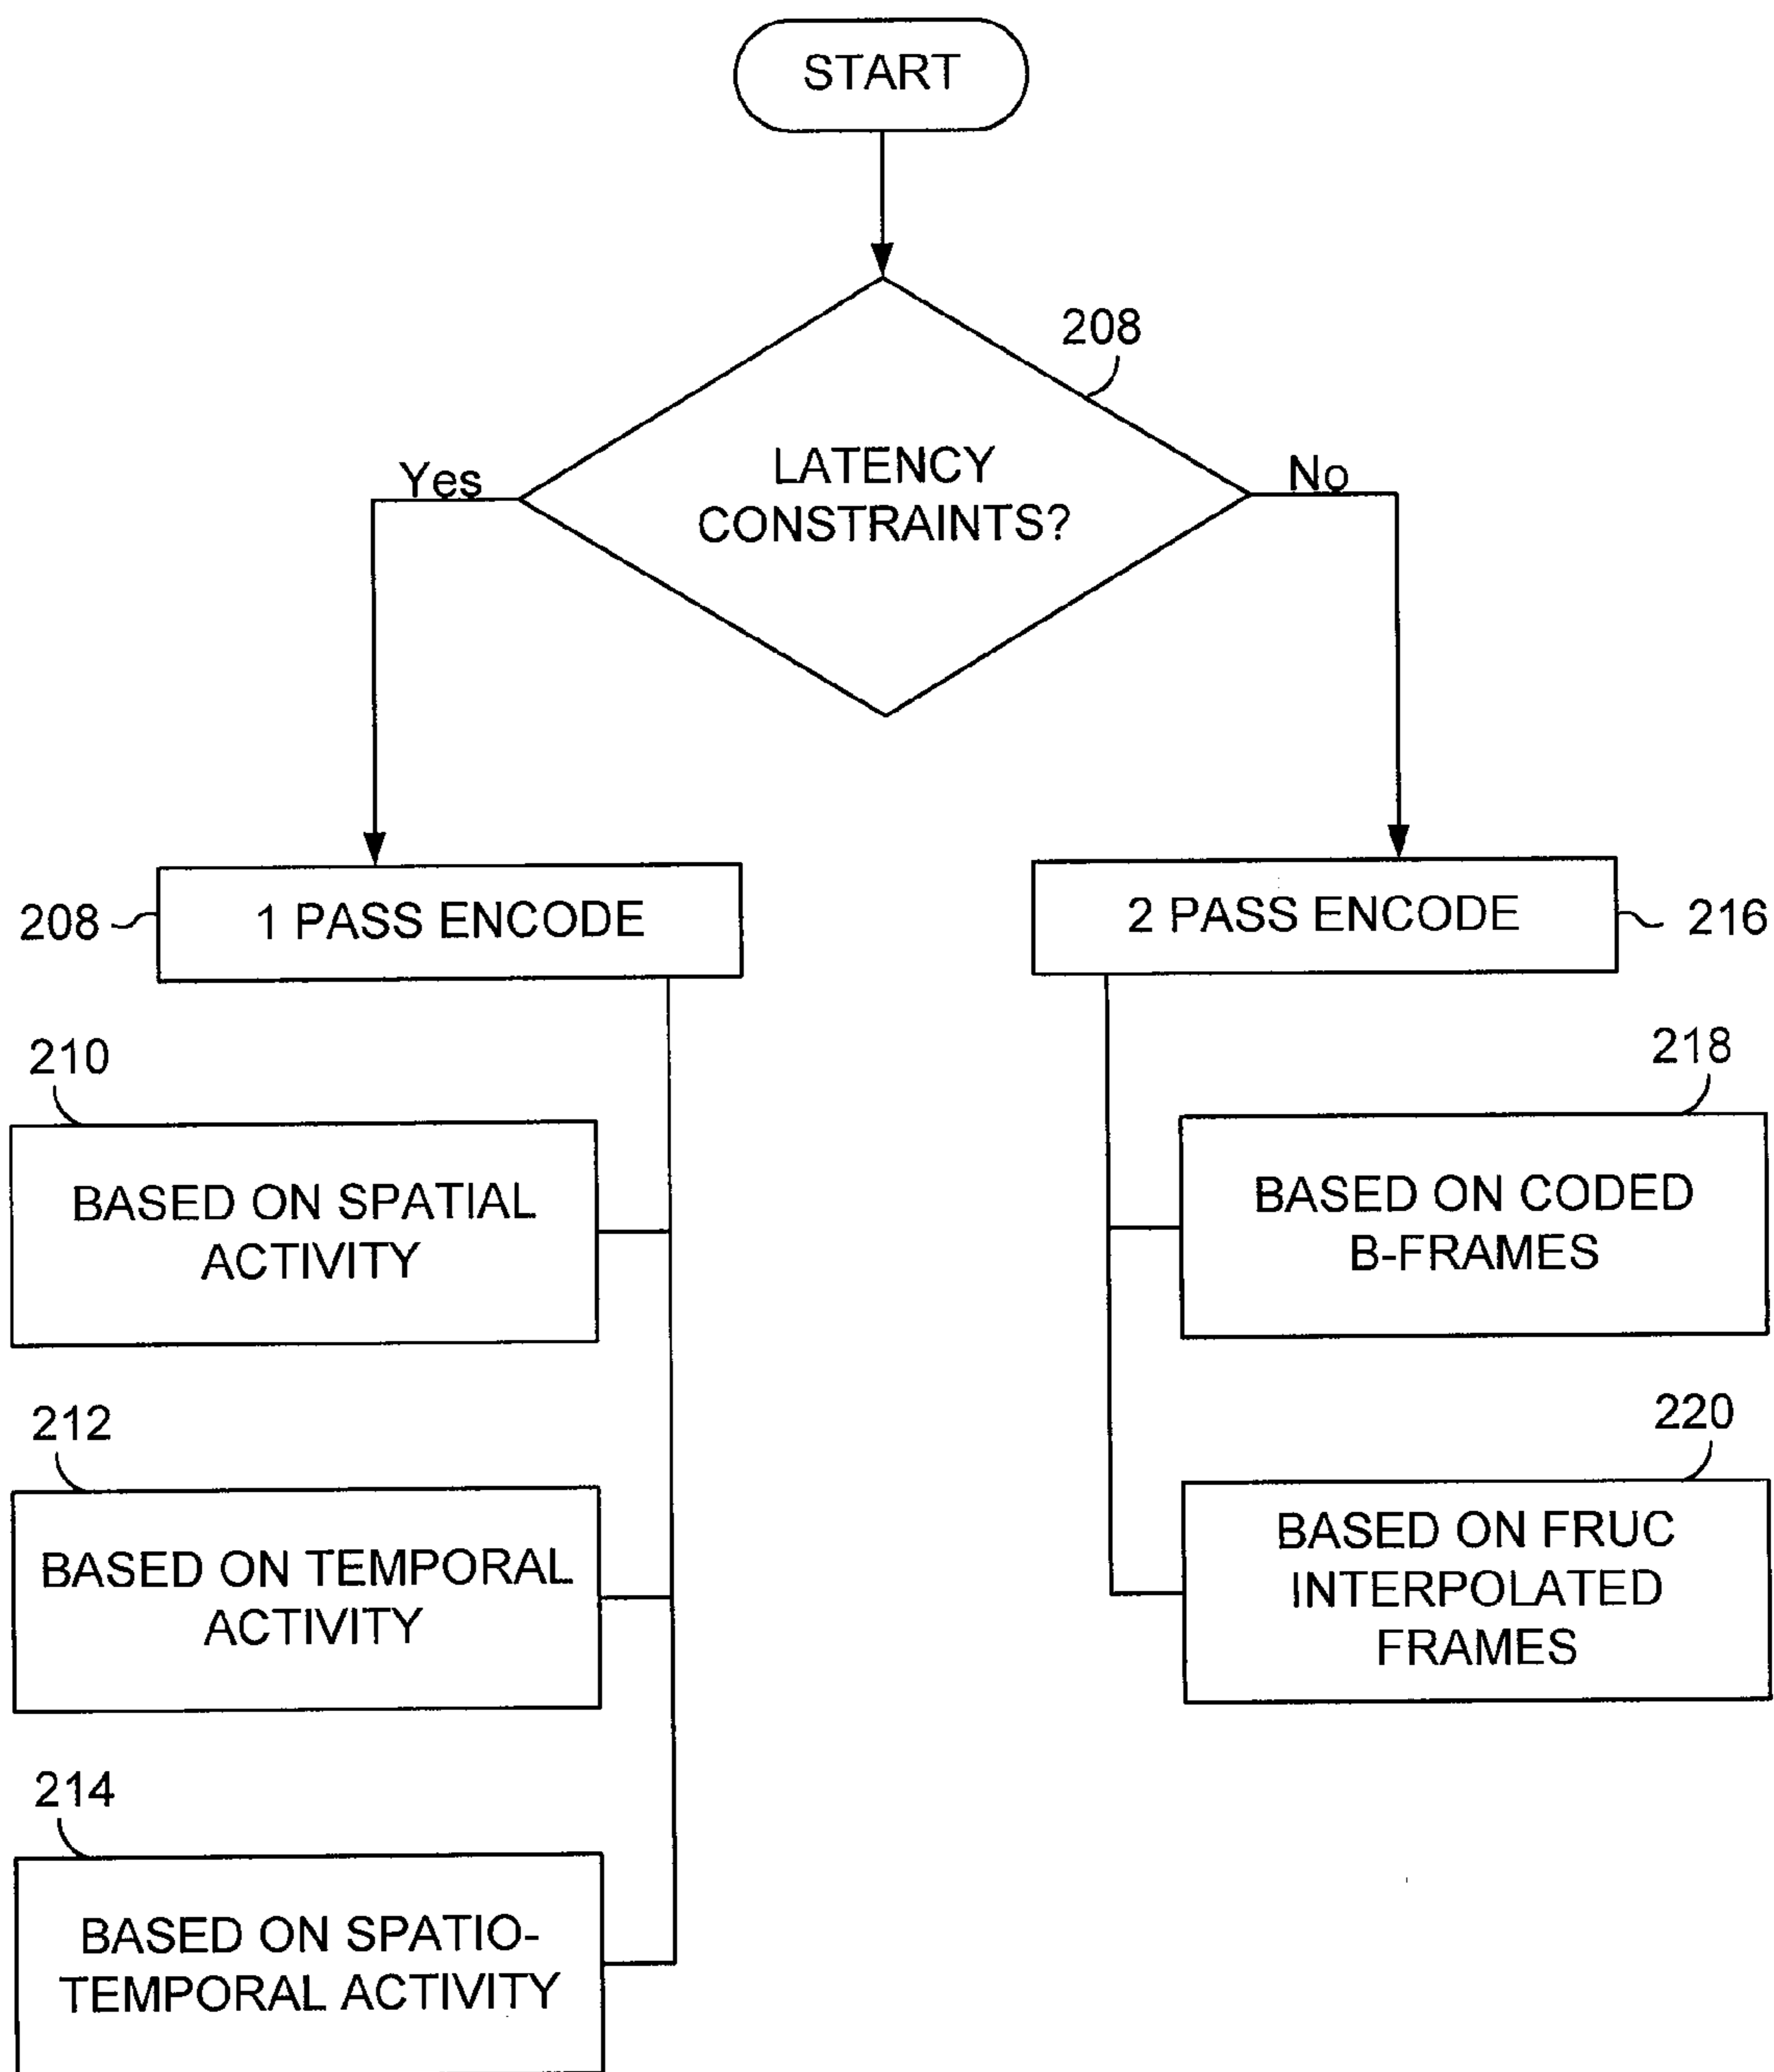 START
208
LATENCY
CONSTRAINTS?
Yes
No
208
1 PASS ENCODE
2 PASS ENCODE
216
210
BASED ON SPATIAL
ACTIVITY
212
BASED ON TEMPORAL
ACTIVITY
214
BASED ON SPATIO-
TEMPORAL ACTIVITY
218
BASED ON CODED
B-FRAMES
220
BASED ON FRUC
INTERPOLATED
FRAMES